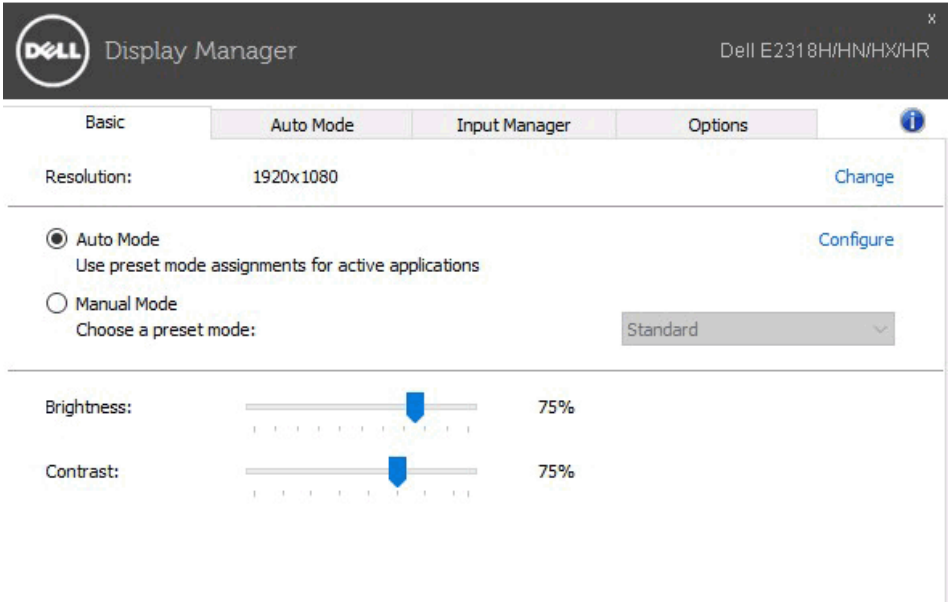 x
DELL Display Manager
Dell E2318H/HN/HX/HR
Basic Auto Mode Input Manager Options i
Resolution: 1920x1080 Change
Auto Mode Configure
Use preset mode assignments for active applications
Manual Mode
Choose a preset mode: Standard
Brightness: 75%
Contrast: 75%